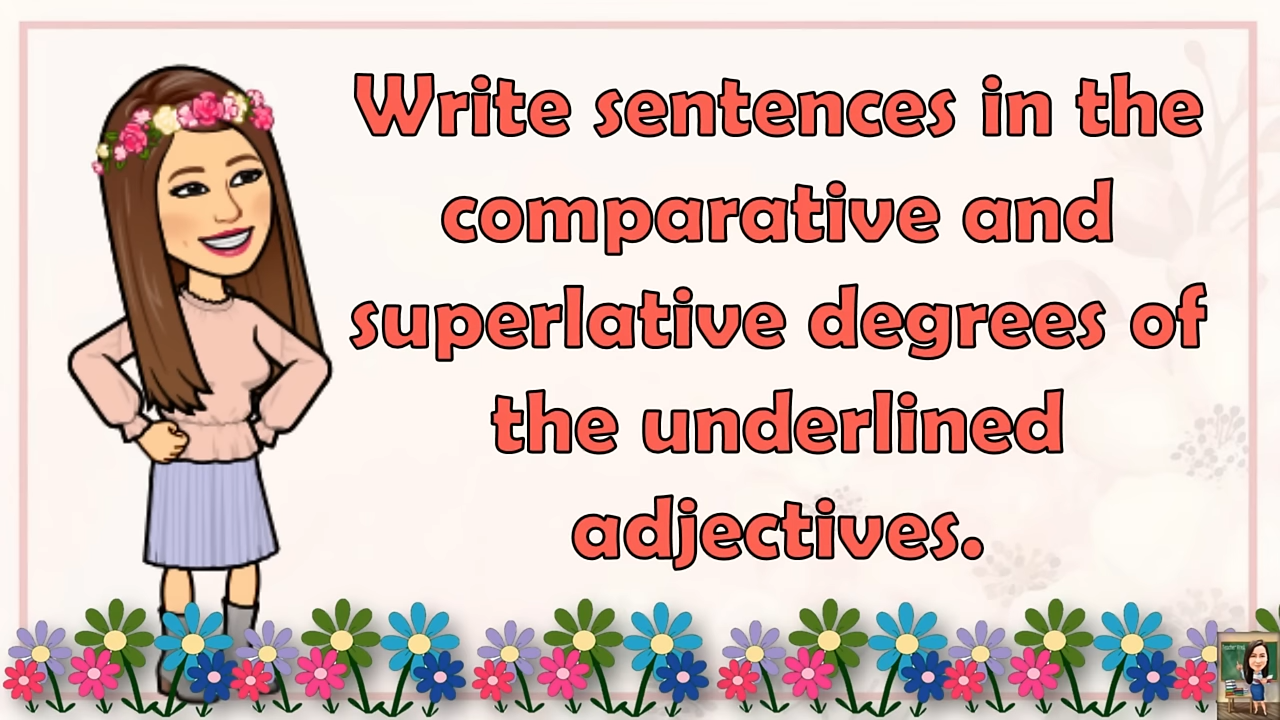 Write sentences in the
comparative and
superlative degrees of
the underlined
adjectives.